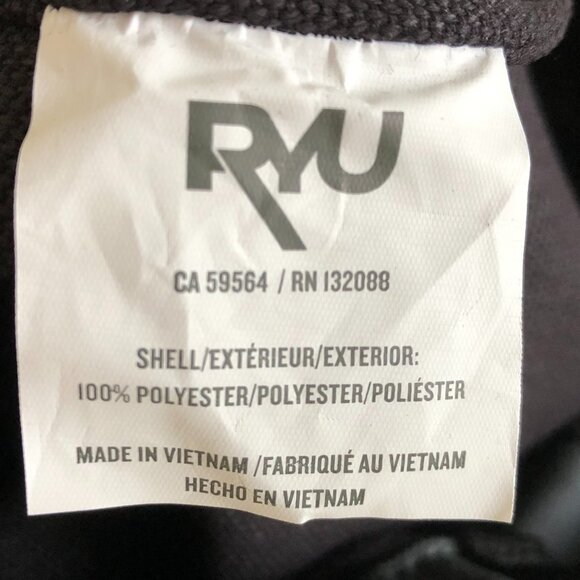 RYU
CA 59564 / RN 132088
SHELL/EXTÉRIEUR/EXTERIOR:
100% POLYESTER/POLYESTER/POLIÉSTER
MADE IN VIETNAM /FABRIQUÉ AU VIETNAM
HECHO EN VIETNAM